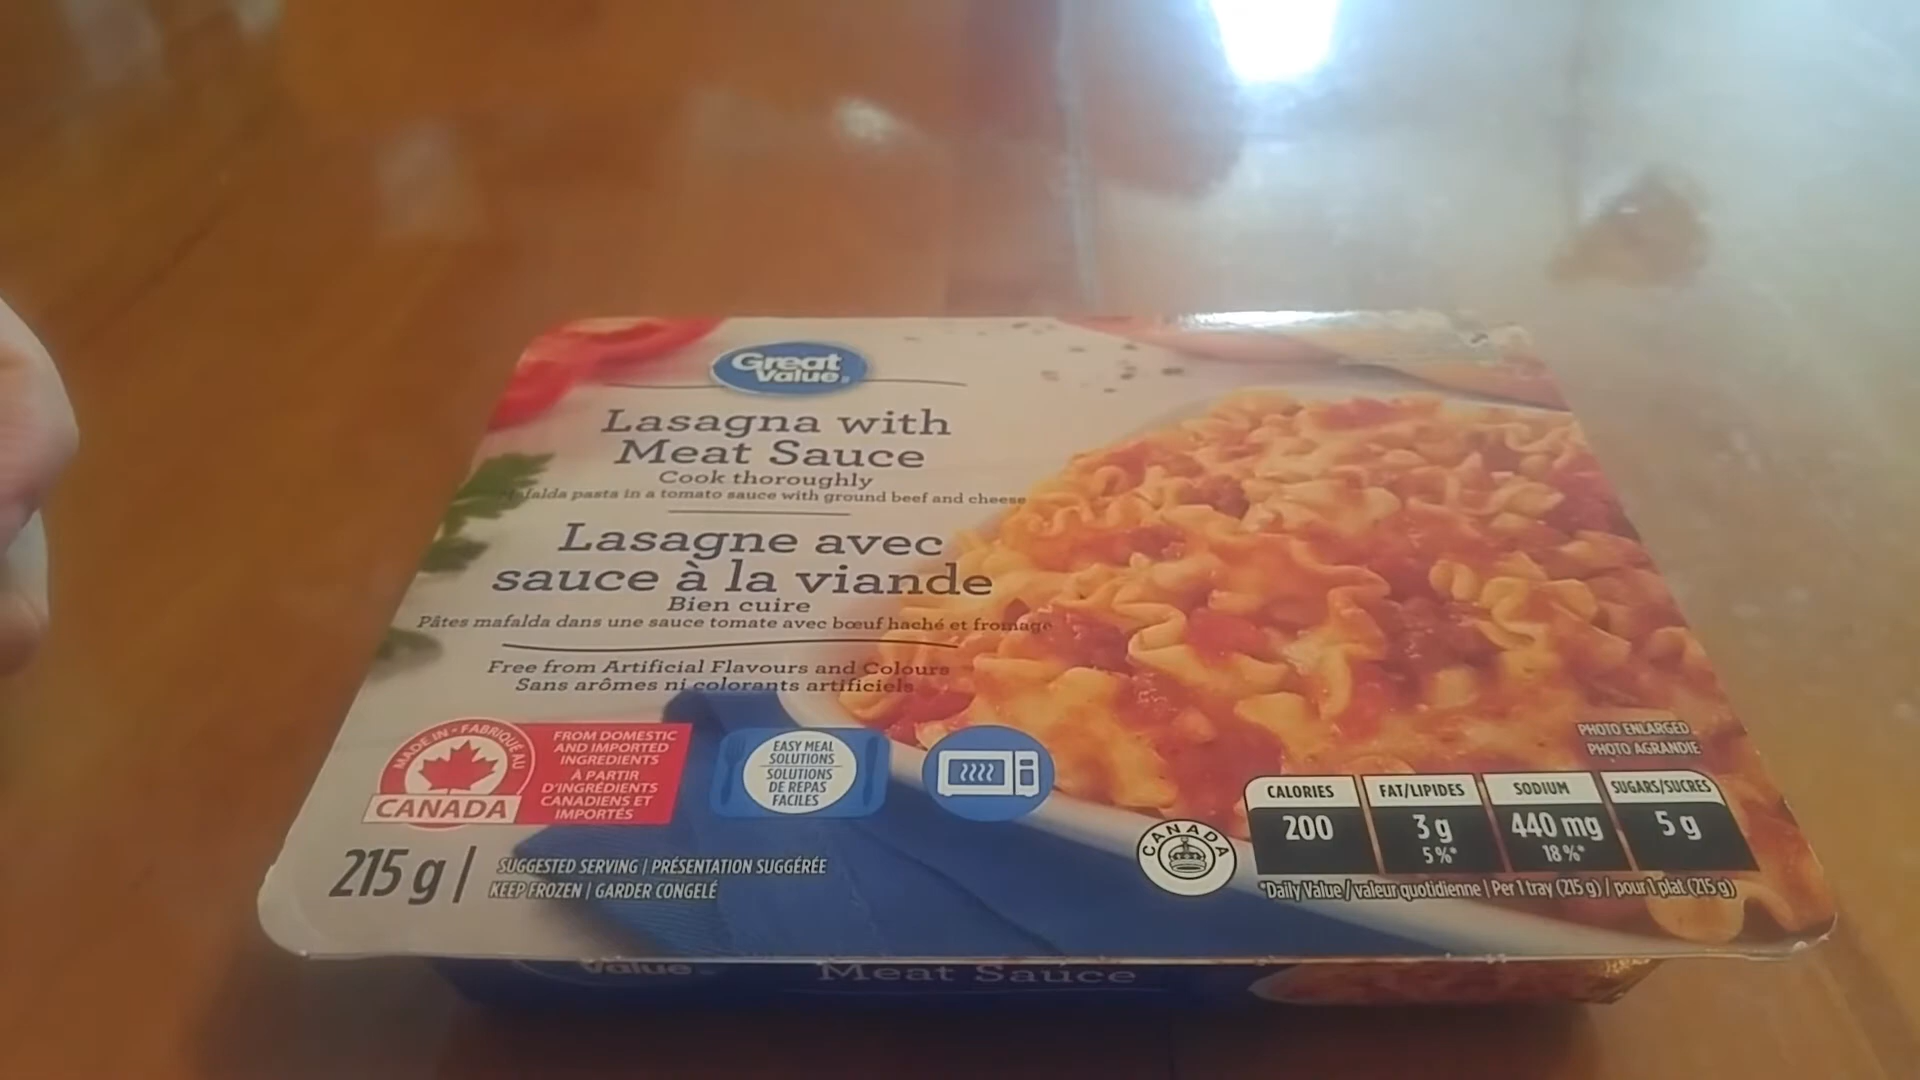 Great
Value
Lasagna with
Meat Sauce
Cook thoroughly
Mafalda pasta in a tomato sauce with ground beef and cheese
Lasagne avec
sauce à la viande
Bien cuire
Pâtes mafalda dans une sauce tomate avec bœuf haché et fromage
Free from Artificial Flavours and Colours
Sans arômes ni colorants artificiels
MADE IN - FABRIQUÉ AU
CANADA
FROM DOMESTIC
AND IMPORTED
INGREDIENTS
À PARTIR
D'INGRÉDIENTS
CANADIENS ET
IMPORTÉS
EASY MEAL
SOLUTIONS
SOLUTIONS
DE REPAS
FACILES
PHOTO ENLARGED
PHOTO AGRANDIE
CANADA
CALORIES
200
FAT/LIPIDES
3 g
5 %*
SODIUM
440 mg
18 %*
SUGARS/SUCRES
5 g
*Daily Value / valeur quotidienne | Per 1 tray (215 g) / pour 1 plat (215 g)
215 g |
SUGGESTED SERVING | PRÉSENTATION SUGGÉRÉE
KEEP FROZEN | GARDER CONGELÉ
Value
Meat Sauce